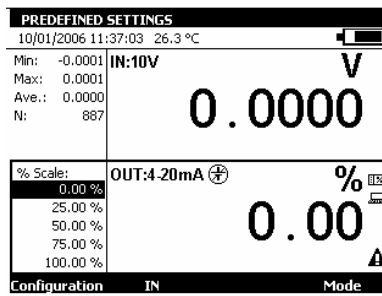 PREDEFINED SETTINGS
10/01/2006 11:37:03 26.3 °C
Min: -0.0001
Max: 0.0001
Ave.: 0.0000
N: 887
IN:10V
V
0.0000
% Scale:
0.00 %
25.00 %
50.00 %
75.00 %
100.00 %
OUT:4-20mA
%
0.00
Configuration IN Mode